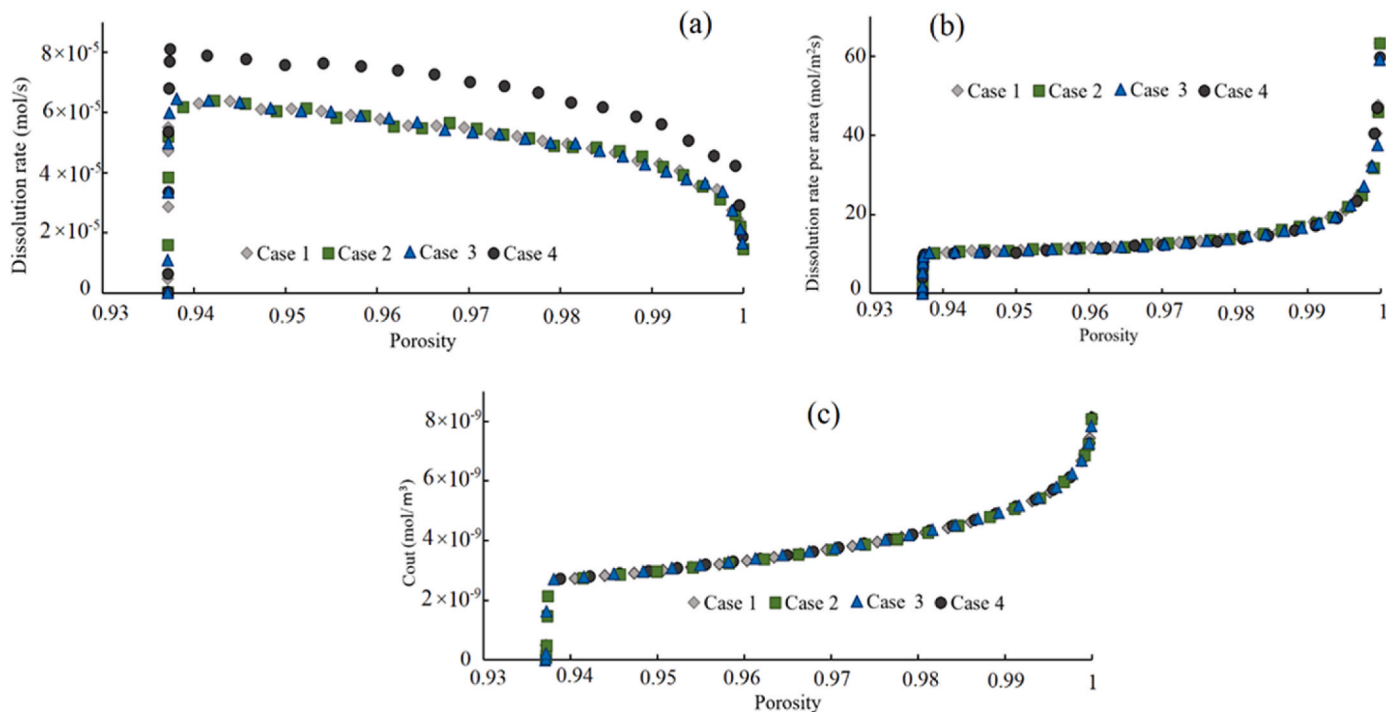 (a)
Dissolution rate (mol/s)
8×10⁻⁵
6×10⁻⁵
4 ×10⁻⁵
2 ×10⁻⁵
0
Case 1 Case 2 Case 3 Case 4
0.93 0.94 0.95 0.96 0.97 0.98 0.99 1
Porosity
(b)
Dissolution rate per area (mol/m²s)
60
40
20
0
Case 1 Case 2 Case 3 Case 4
0.93 0.94 0.95 0.96 0.97 0.98 0.99 1
Porosity
(c)
Cout (mol/m³)
8×10⁻⁹
6×10⁻⁹
4 ×10⁻⁹
2 ×10⁻⁹
0
Case 1 Case 2 Case 3 Case 4
0.93 0.94 0.95 0.96 0.97 0.98 0.99 1
Porosity